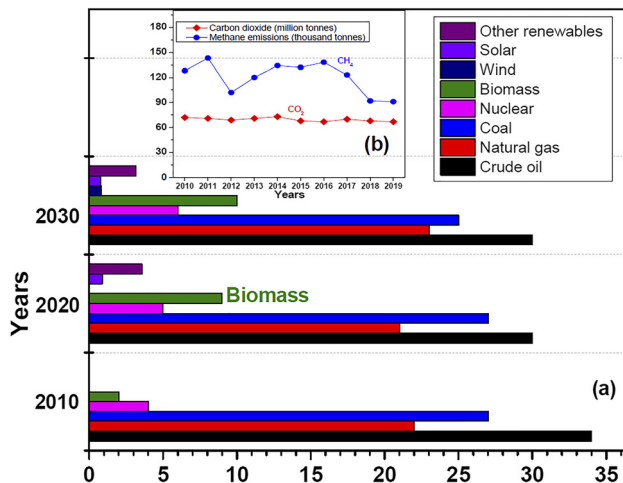 Carbon dioxide (million tonnes)
Methane emissions (thousand tonnes)
180
150
120
90
60
30
0
CH4
CO2
(b)
2010 2011 2012 2013 2014 2015 2016 2017 2018 2019
Years
Other renewables
Solar
Wind
Biomass
Nuclear
Coal
Natural gas
Crude oil
Years
2030
2020
2010
Biomass
(a)
0 5 10 15 20 25 30 35